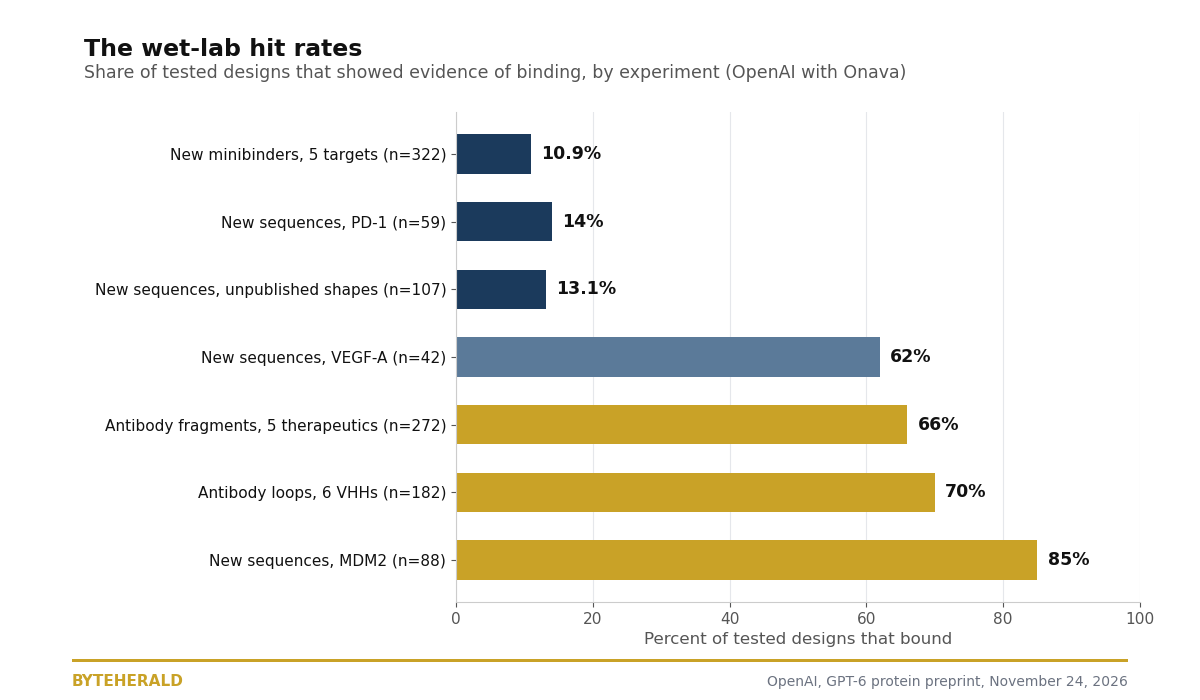 The wet-lab hit rates
Share of tested designs that showed evidence of binding, by experiment (OpenAI with Onava)
New minibinders, 5 targets (n=322) 10.9%
New sequences, PD-1 (n=59) 14%
New sequences, unpublished shapes (n=107) 13.1%
New sequences, VEGF-A (n=42) 62%
Antibody fragments, 5 therapeutics (n=272) 66%
Antibody loops, 6 VHHs (n=182) 70%
New sequences, MDM2 (n=88) 85%
0 20 40 60 80 100
Percent of tested designs that bound
BYTEHERALD OpenAI, GPT-6 protein preprint, November 24, 2026